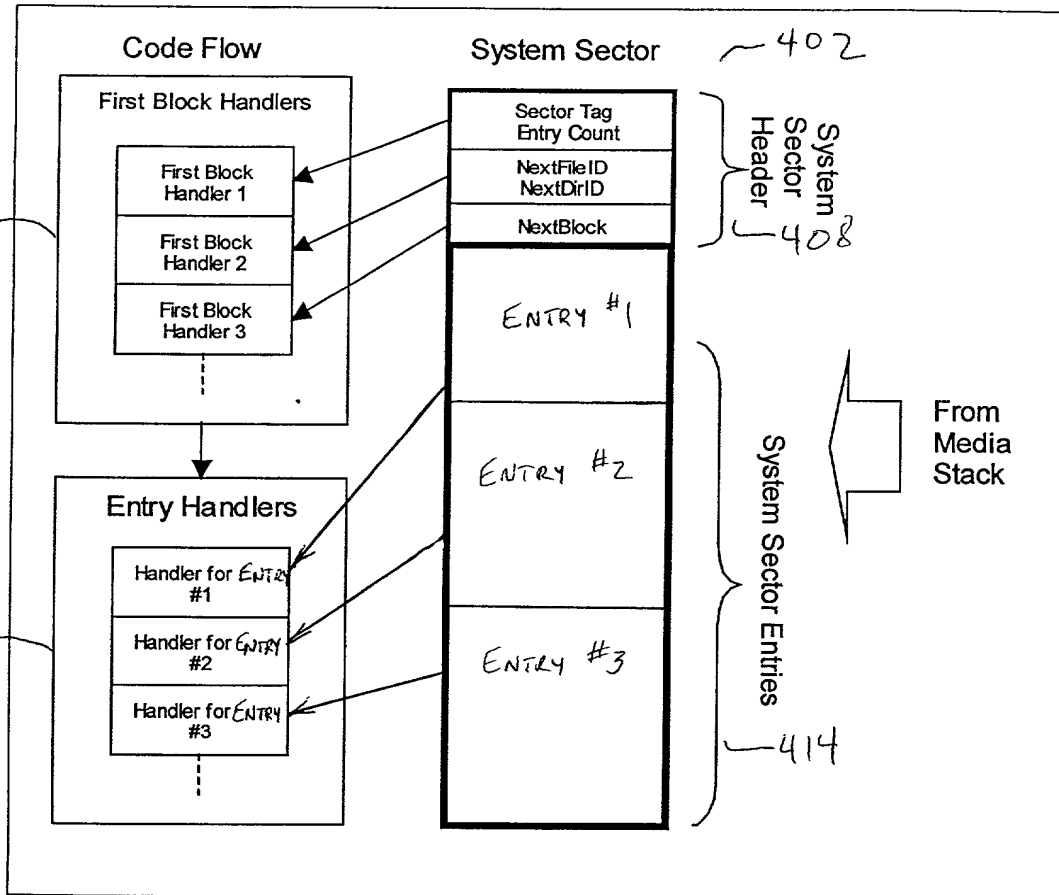 Code Flow
First Block Handlers
First Block
Handler 1
First Block
Handler 2
First Block
Handler 3
Entry Handlers
Handler for ENTRY
#1
Handler for ENTRY
#2
Handler for ENTRY
#3
System Sector
402
Sector Tag
Entry Count
NextFileID
NextDirID
NextBlock
ENTRY #1
ENTRY #2
ENTRY #3
System
Sector
Header
408
System Sector Entries
414
From
Media
Stack